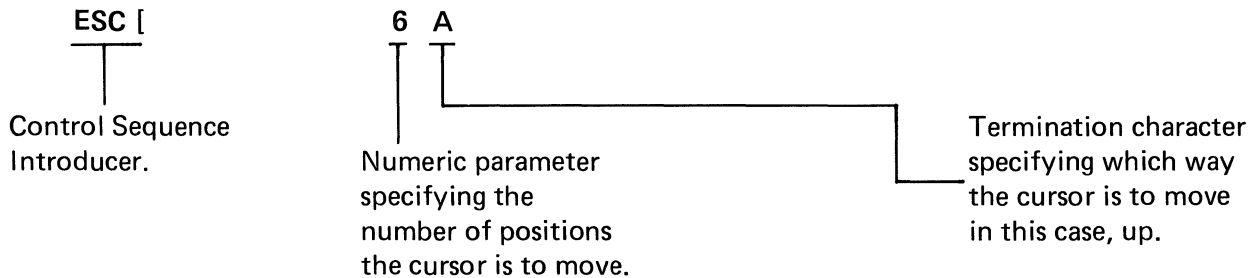 ESC [ 6 A
Control Sequence
Introducer.
Numeric parameter
specifying the
number of positions
the cursor is to move.
Termination character
specifying which way
the cursor is to move
in this case, up.